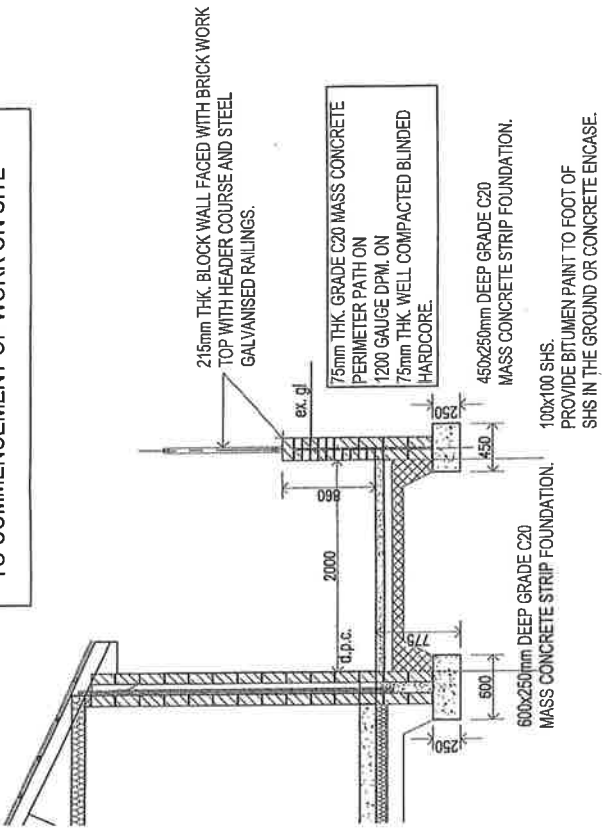 TO COMMENCEMENT OF WORK ON SITE
215mm THK. BLOCK WALL FACED WITH BRICK WORK
TOP WITH HEADER COURSE AND STEEL
GALVANISED RAILINGS.
ex. gl
75mm THK. GRADE C20 MASS CONCRETE
PERIMETER PATH ON
1200 GAUGE DPM. ON
75mm THK. WELL COMPACTED BLINDED
HARDCORE.
860
2000
d.p.c.
775
250
450
600
250
450x250mm DEEP GRADE C20
MASS CONCRETE STRIP FOUNDATION.
600x250mm DEEP GRADE C20
MASS CONCRETE STRIP FOUNDATION.
100x100 SHS.
PROVIDE BITUMEN PAINT TO FOOT OF
SHS IN THE GROUND OR CONCRETE ENCASE.